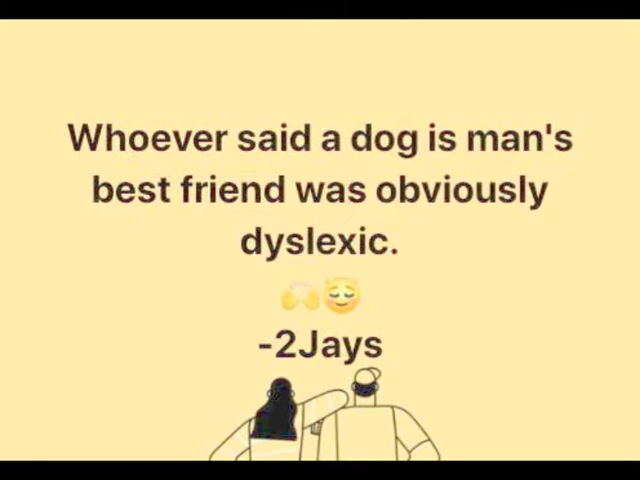 Whoever said a dog is man's
best friend was obviously
dyslexic.
🙌😇
-2Jays